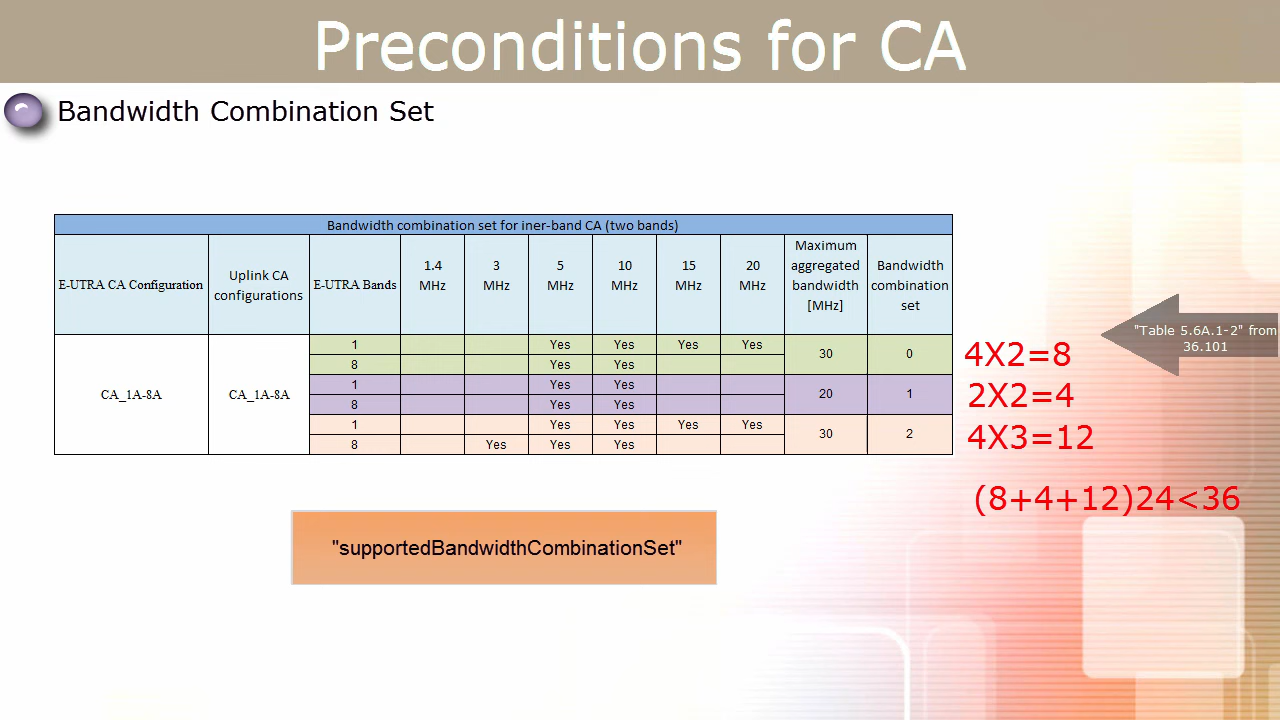 Preconditions for CA
Bandwidth Combination Set
Bandwidth combination set for iner-band CA (two bands)
E-UTRA CA Configuration
Uplink CA
configurations
E-UTRA Bands
1.4
MHz
3
MHz
5
MHz
10
MHz
15
MHz
20
MHz
Maximum
aggregated
bandwidth
[MHz]
Bandwidth
combination
set
CA_1A-8A
CA_1A-8A
1 Yes Yes Yes Yes
8 Yes Yes
30 0
1 Yes Yes
8 Yes Yes
20 1
1 Yes Yes Yes Yes
8 Yes Yes Yes
30 2
"Table 5.6A.1-2" from
36.101
4X2=8
2X2=4
4X3=12
(8+4+12)24<36
"supportedBandwidthCombinationSet"